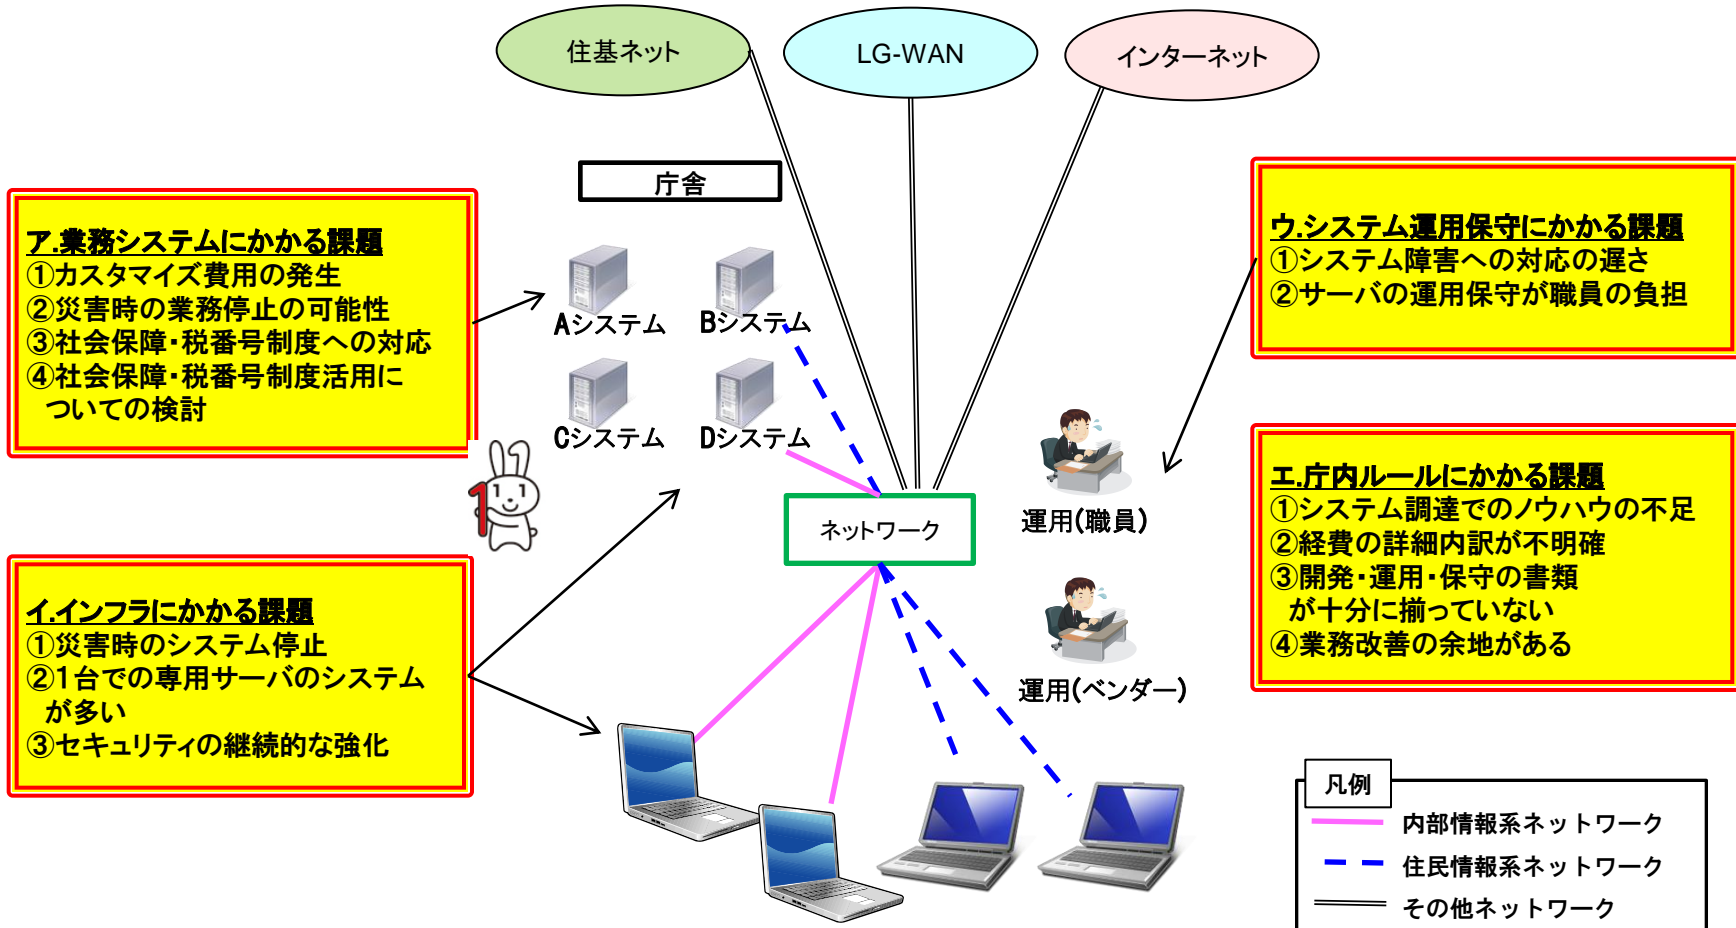 住基ネット
LG-WAN
インターネット
庁舎
ア.業務システムにかかる課題
①カスタマイズ費用の発生
②災害時の業務停止の可能性
③社会保障・税番号制度への対応
④社会保障・税番号制度活用に
ついての検討
Aシステム
Bシステム
Cシステム
Dシステム
1
ネットワーク
イ.インフラにかかる課題
①災害時のシステム停止
②1台での専用サーバのシステム
が多い
③セキュリティの継続的な強化
ウ.システム運用保守にかかる課題
①システム障害への対応の遅さ
②サーバの運用保守が職員の負担
運用(職員)
運用(ベンダー)
エ.庁内ルールにかかる課題
①システム調達でのノウハウの不足
②経費の詳細内訳が不明確
③開発・運用・保守の書類
が十分に揃っていない
④業務改善の余地がある
凡例
内部情報系ネットワーク
住民情報系ネットワーク
その他ネットワーク